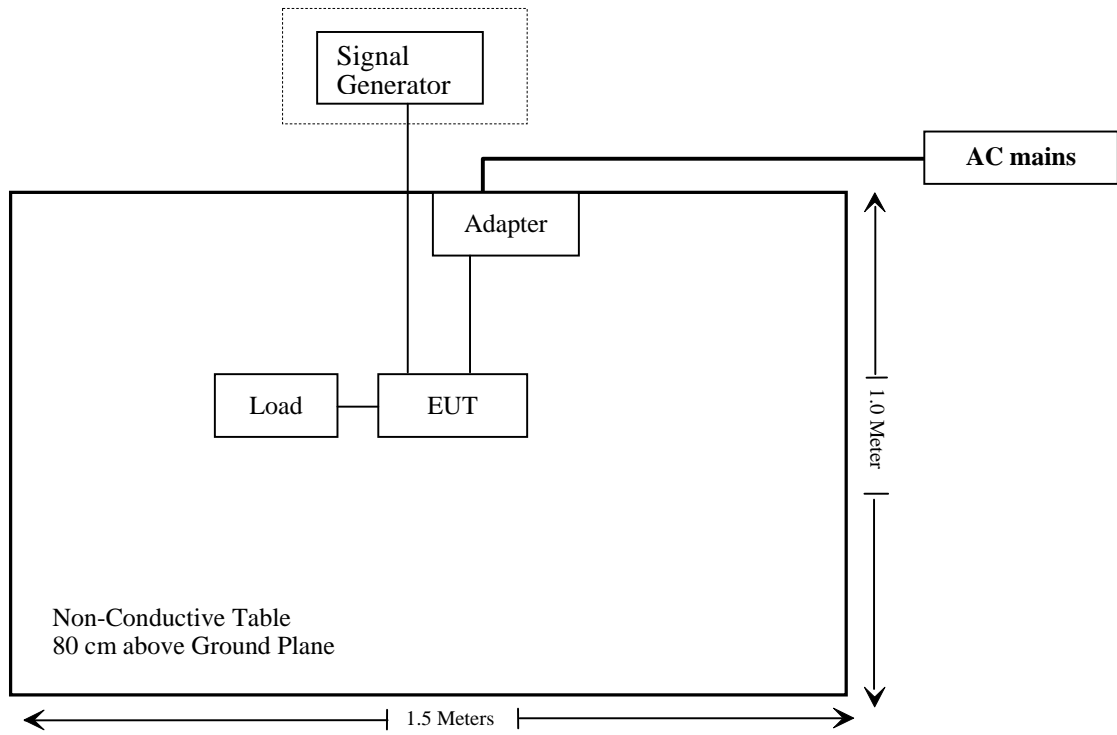 Signal
Generator
AC mains
Adapter
Load
EUT
1.0 Meter
Non-Conductive Table
80 cm above Ground Plane
1.5 Meters